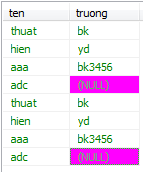 ten truong
thuat bk
hien yd
aaa bk3456
adc (NULL)
thuat bk
hien yd
aaa bk3456
adc (NULL)